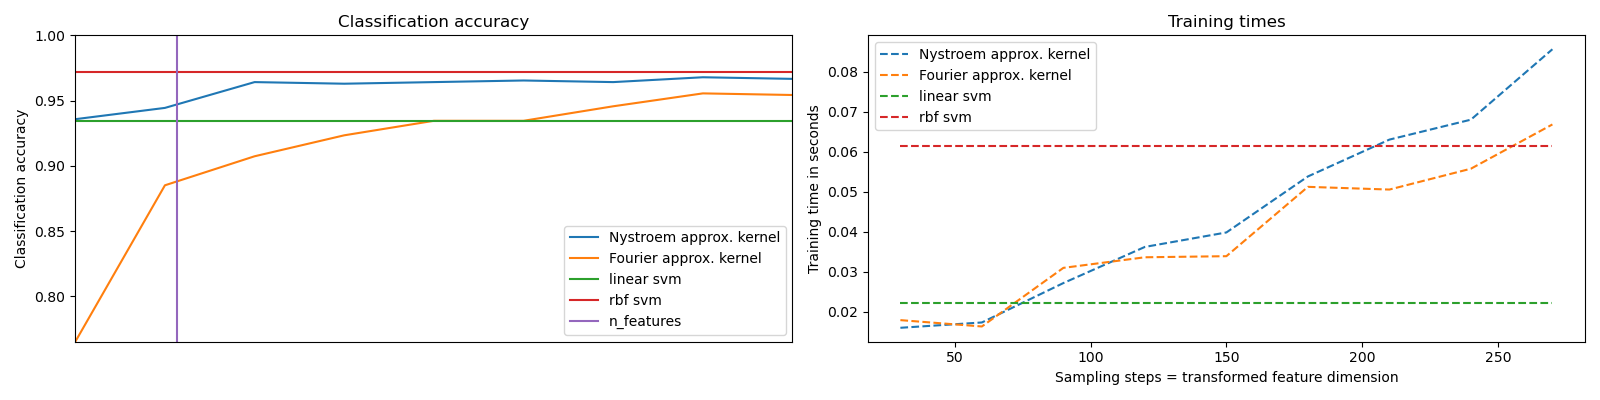 Classification accuracy
Classification accuracy
1.00
0.95
0.90
0.85
0.80
Nystroem approx. kernel
Fourier approx. kernel
linear svm
rbf svm
n_features
Training times
Training time in seconds
0.08
0.07
0.06
0.05
0.04
0.03
0.02
Nystroem approx. kernel
Fourier approx. kernel
linear svm
rbf svm
50 100 150 200 250
Sampling steps = transformed feature dimension